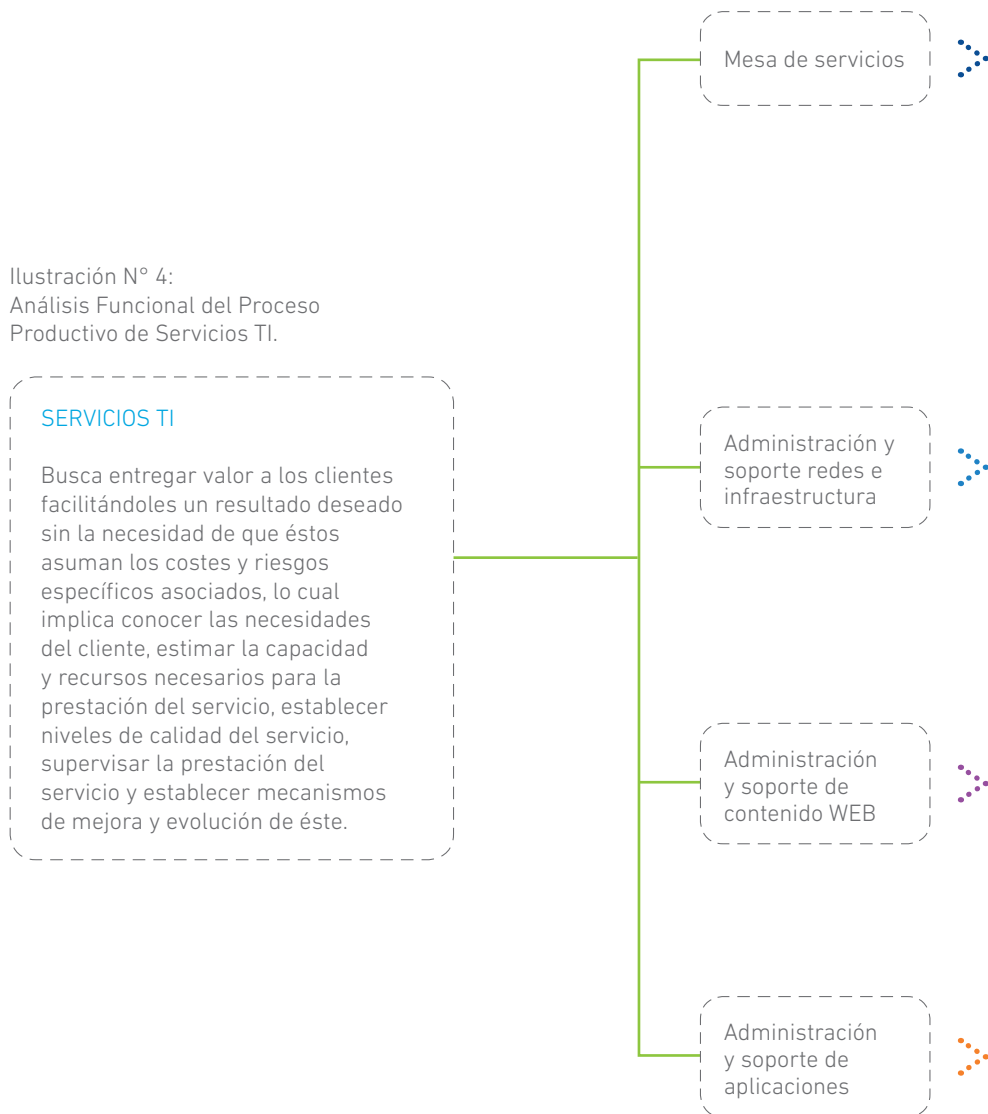 Mesa de servicios
Ilustración N° 4:
Análisis Funcional del Proceso
Productivo de Servicios TI.
SERVICIOS TI
Busca entregar valor a los clientes
facilitándoles un resultado deseado
sin la necesidad de que éstos
asuman los costes y riesgos
específicos asociados, lo cual
implica conocer las necesidades
del cliente, estimar la capacidad
y recursos necesarios para la
prestación del servicio, establecer
niveles de calidad del servicio,
supervisar la prestación del
servicio y establecer mecanismos
de mejora y evolución de éste.
Administración y
soporte redes e
infraestructura
Administración
y soporte de
contenido WEB
Administración
y soporte de
aplicaciones